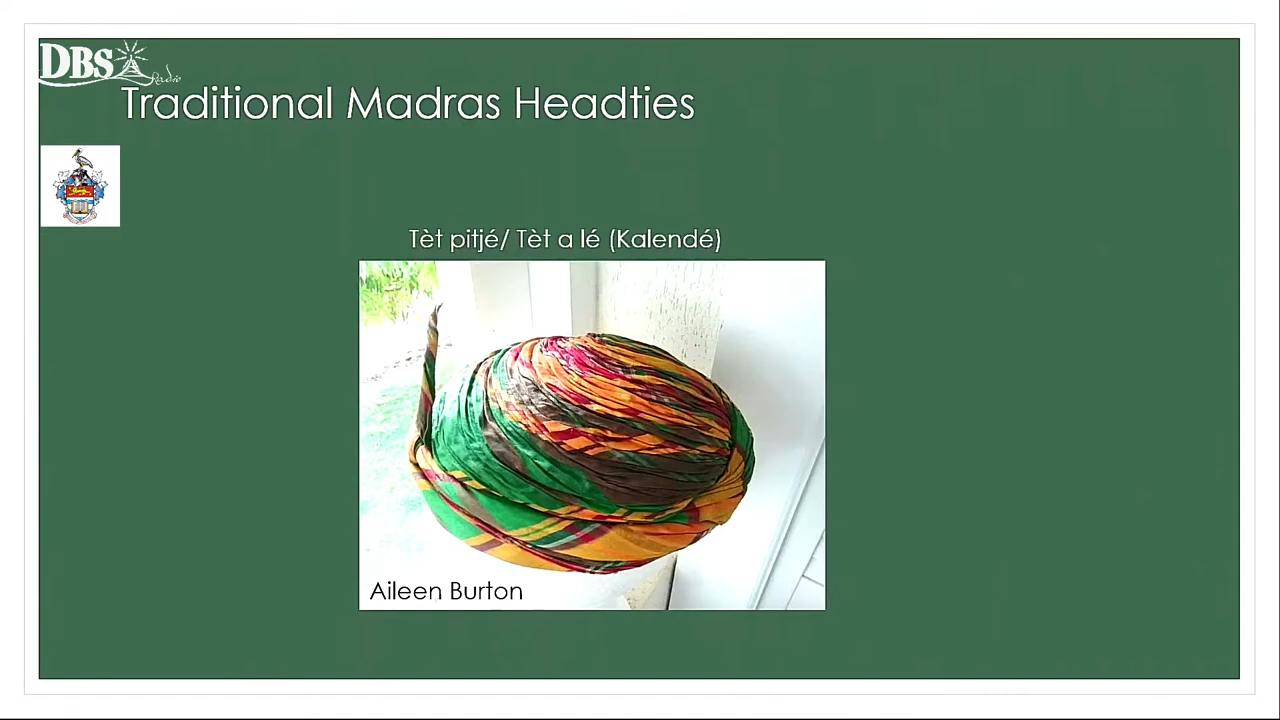 DBS
Radio
Traditional Madras Headties
Tèt pitjé/ Tèt a lé (Kalendé)
Aileen Burton